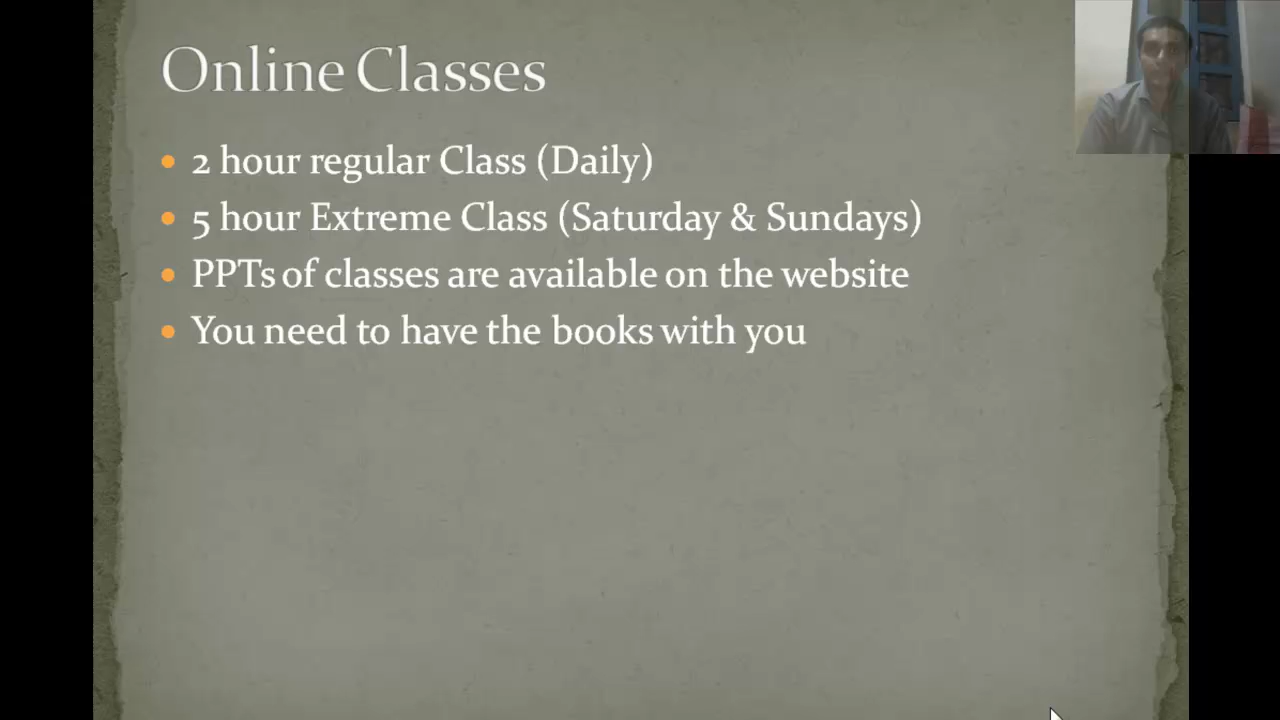 Online Classes
2 hour regular Class (Daily)
5 hour Extreme Class (Saturday & Sundays)
PPTs of classes are available on the website
You need to have the books with you